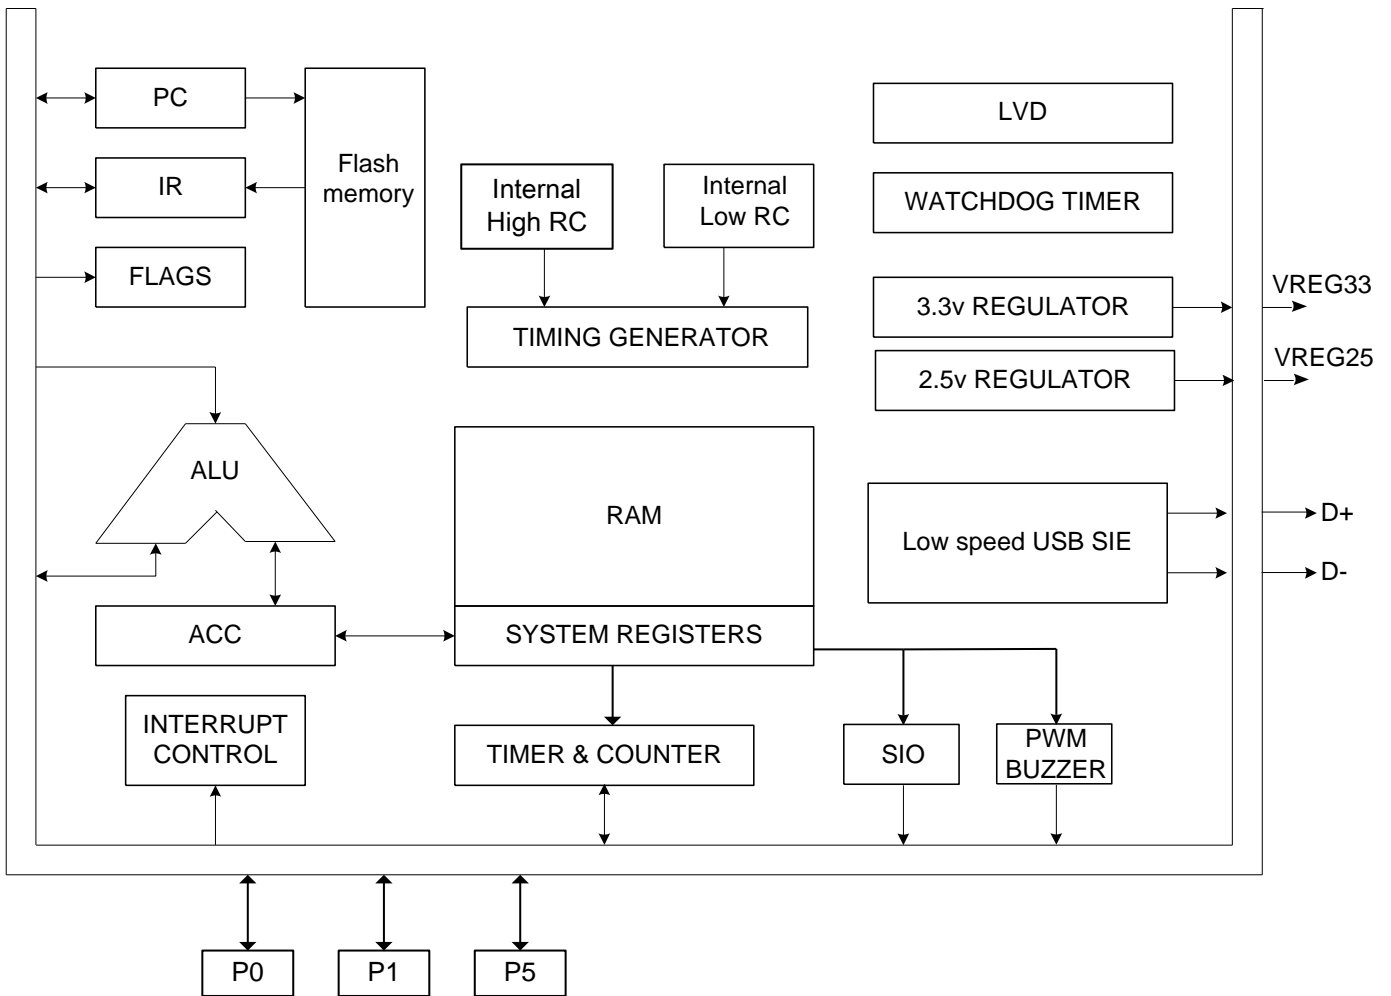 PC
IR
FLAGS
Flash
memory
Internal
High RC
Internal
Low RC
TIMING GENERATOR
LVD
WATCHDOG TIMER
3.3v REGULATOR
2.5v REGULATOR
VREG33
VREG25
ALU
RAM
Low speed USB SIE
D+
D-
ACC
SYSTEM REGISTERS
INTERRUPT
CONTROL
TIMER & COUNTER
SIO
PWM
BUZZER
P0
P1
P5